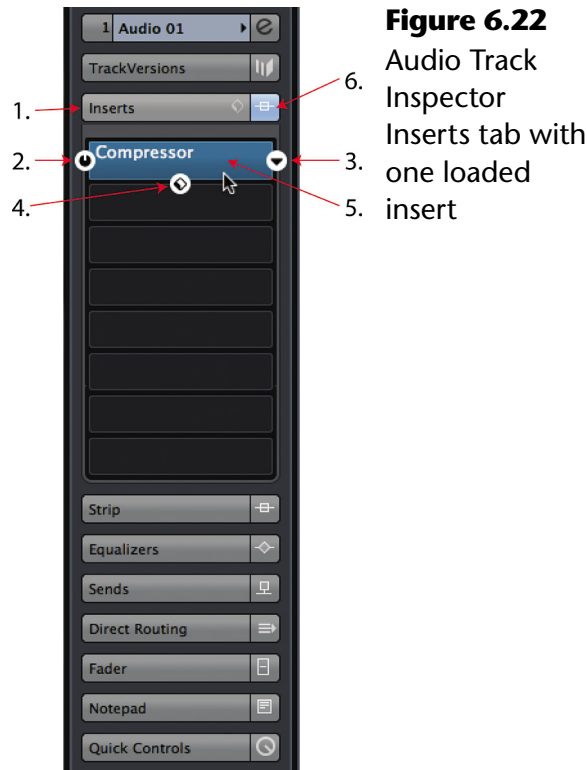 1 Audio 01
TrackVersions
Inserts
Compressor
Strip
Equalizers
Sends
Direct Routing
Fader
Notepad
Quick Controls
1.
2.
4.
6.
3.
5.
Figure 6.22
Audio Track
Inspector
Inserts tab with
one loaded
insert